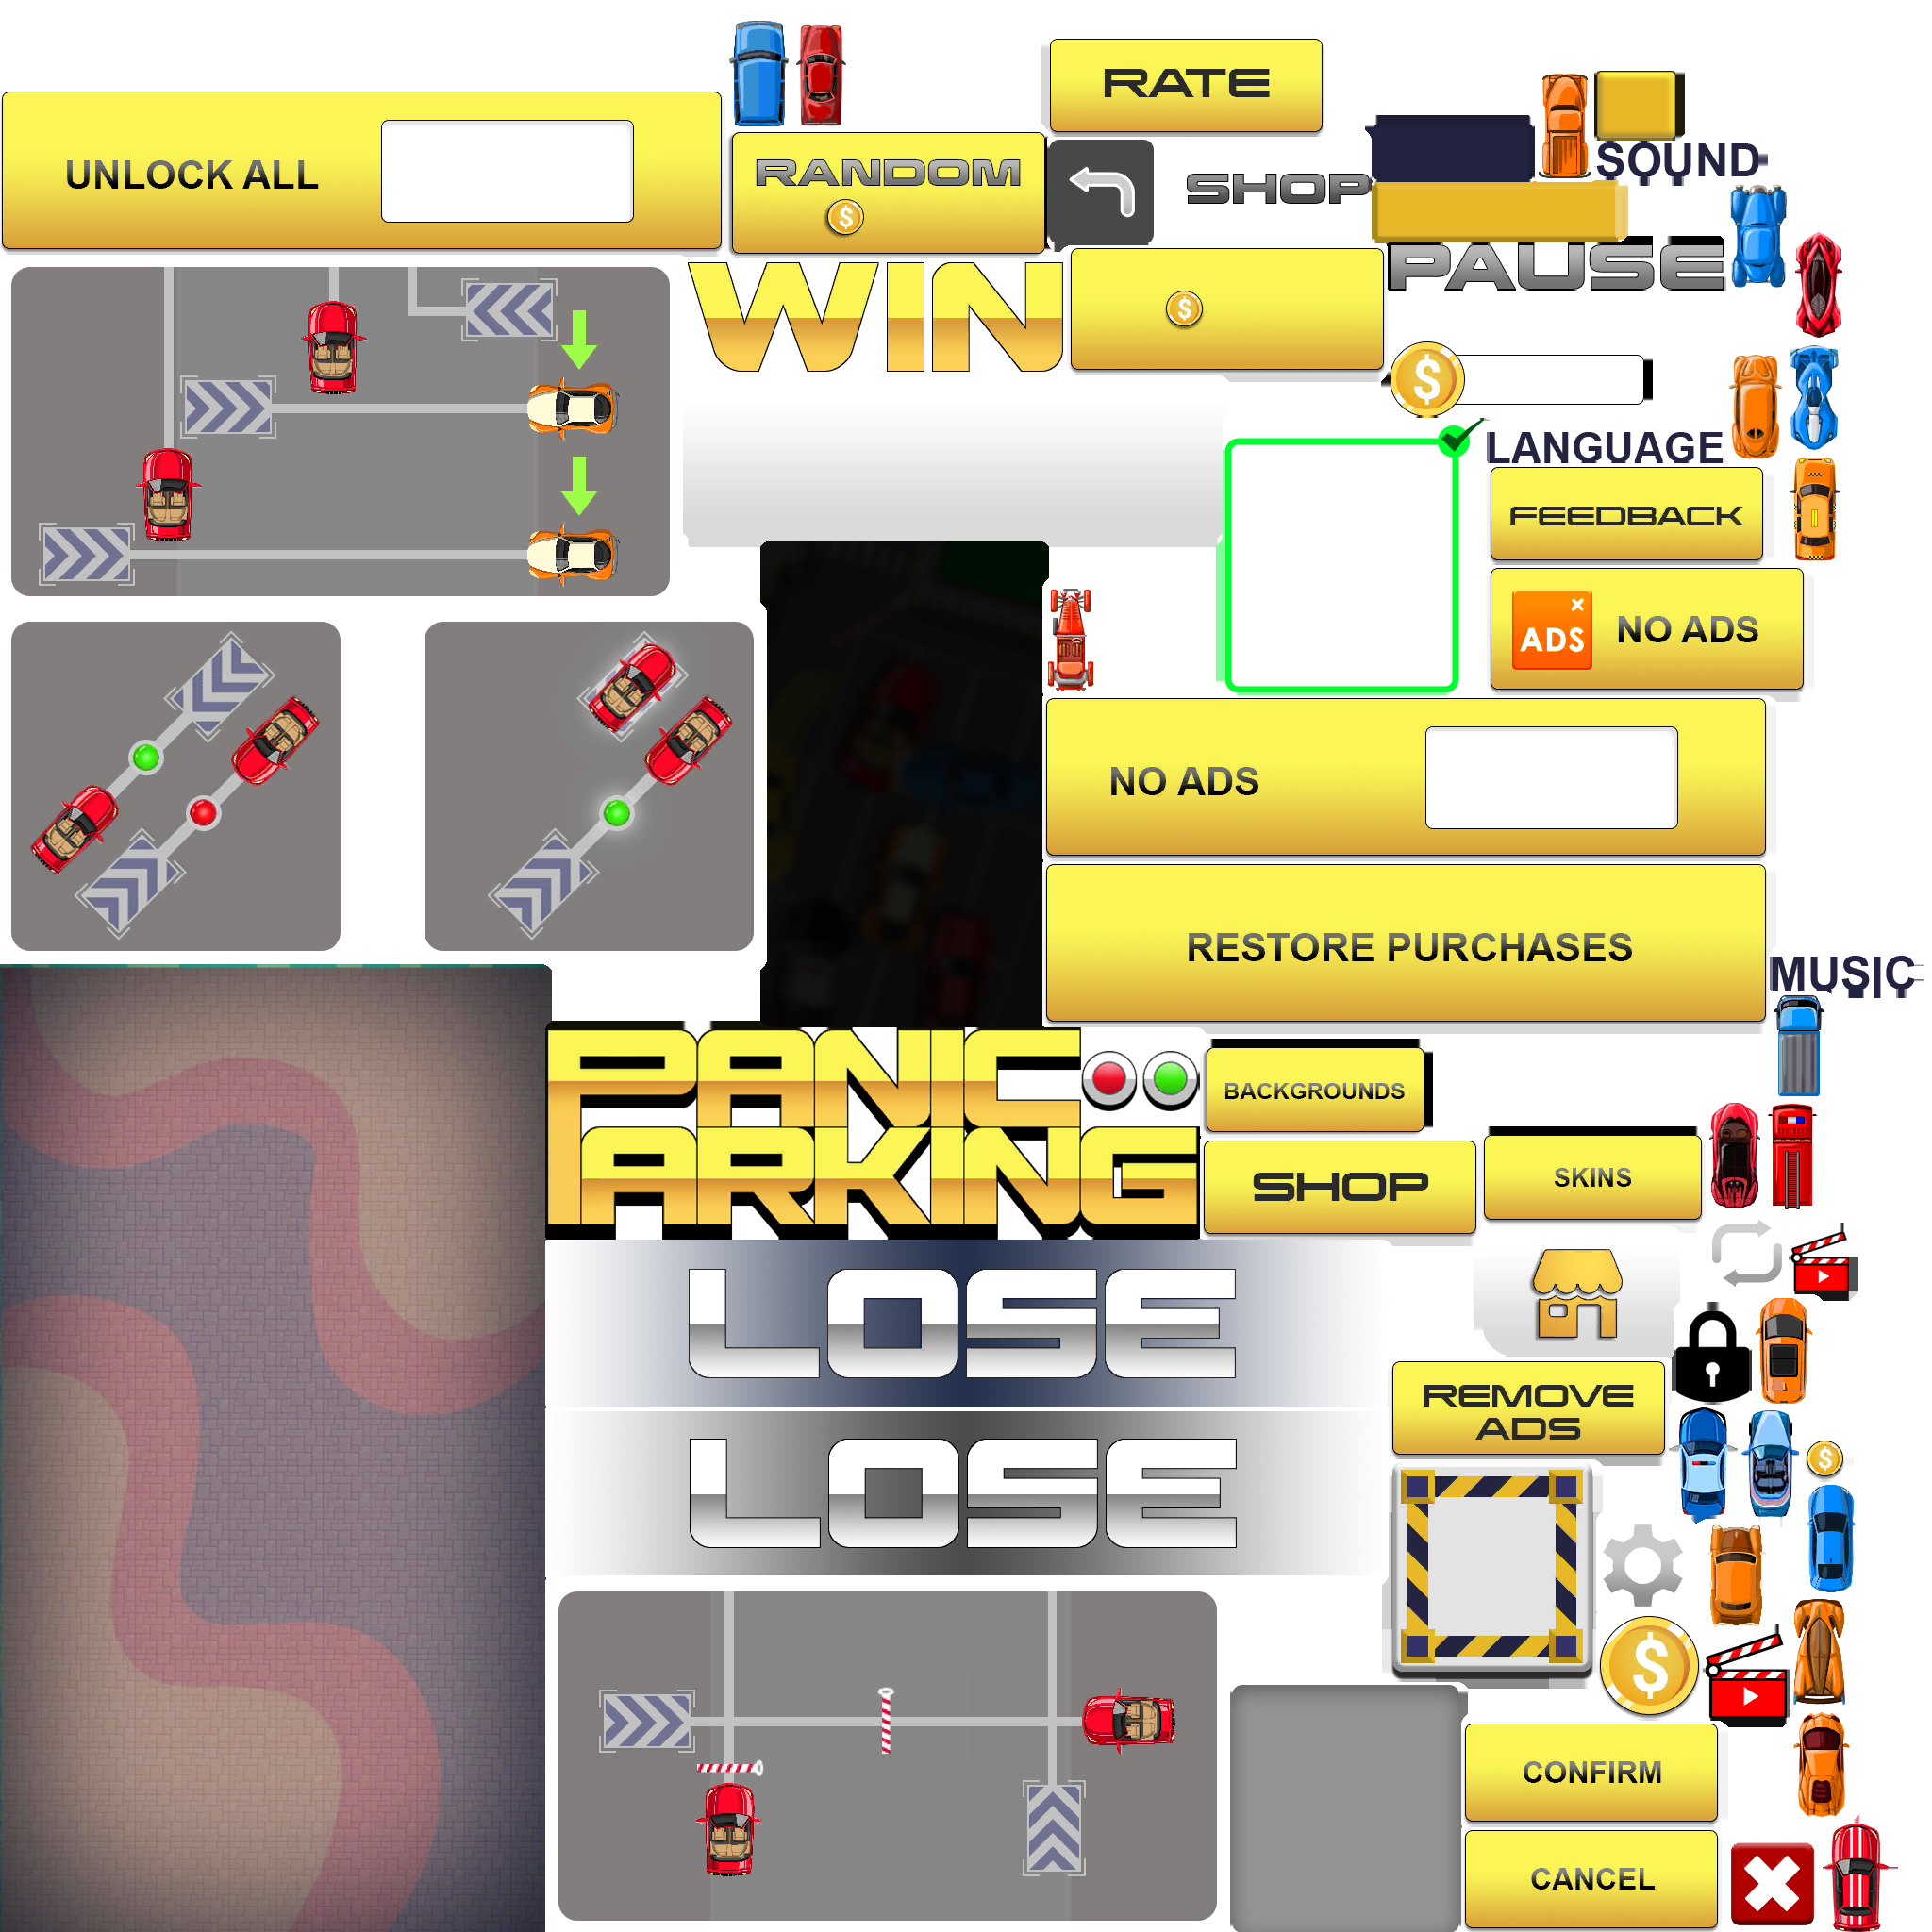 RATE
UNLOCK ALL
RANDOM
$
SHOP
SOUND
PAUSE
WIN
$
$
LANGUAGE
FEEDBACK
ADS
NO ADS
NO ADS
RESTORE PURCHASES
MUSIC
PANIC
PARKING
BACKGROUNDS
SHOP
SKINS
LOSE
REMOVE
ADS
LOSE
$
$
CONFIRM
CANCEL